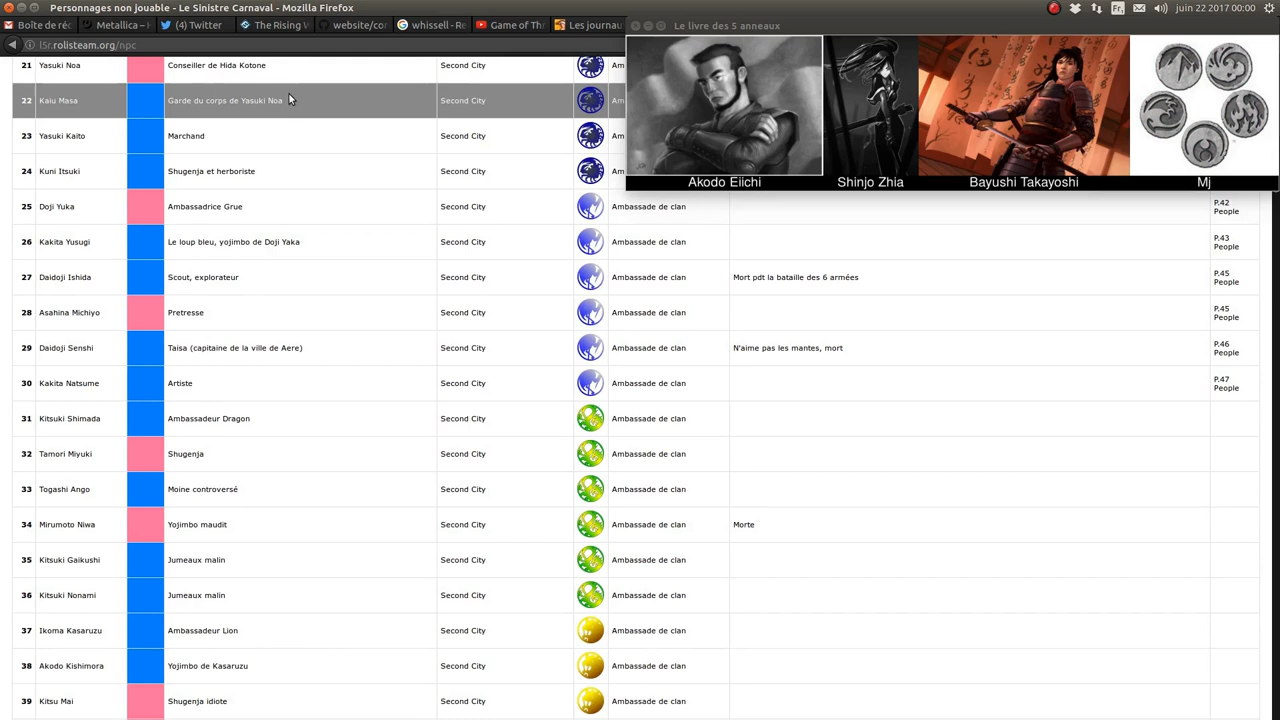 Personnages non jouable - Le Sinistre Carnaval - Mozilla Firefox
Fr
juin 22 2017 00:00
Boîte de réc
Metallica – H
(4) Twitter
The Rising W
website/cor
whissell - R
Game of Th
Les journau
l5r.rolisteam.org/npc
Le livre des 5 anneaux
Akodo Eiichi
Shinjo Zhia
Bayushi Takayoshi
Mj
21 Yasuki Noa Conseiller de Hida Kotone Second City Am
22 Kaiu Masa Garde du corps de Yasuki Noa Second City Am
23 Yasuki Kaito Marchand Second City Am
24 Kuni Itsuki Shugenja et herboriste Second City Am
25 Doji Yuka Ambassadrice Grue Second City Ambassade de clan P.42 People
26 Kakita Yusugi Le loup bleu, yojimbo de Doji Yaka Second City Ambassade de clan P.43 People
27 Daidoji Ishida Scout, explorateur Second City Ambassade de clan Mort pdt la bataille des 6 armées P.45 People
28 Asahina Michiyo Pretresse Second City Ambassade de clan P.45 People
29 Daidoji Senshi Taisa (capitaine de la ville de Aere) Second City Ambassade de clan N'aime pas les mantes, mort P.46 People
30 Kakita Natsume Artiste Second City Ambassade de clan P.47 People
31 Kitsuki Shimada Ambassadeur Dragon Second City Ambassade de clan
32 Tamori Miyuki Shugenja Second City Ambassade de clan
33 Togashi Ango Moine controversé Second City Ambassade de clan
34 Mirumoto Niwa Yojimbo maudit Second City Ambassade de clan Morte
35 Kitsuki Gaikushi Jumeaux malin Second City Ambassade de clan
36 Kitsuki Nonami Jumeaux malin Second City Ambassade de clan
37 Ikoma Kasaruzu Ambassadeur Lion Second City Ambassade de clan
38 Akodo Kishimora Yojimbo de Kasaruzu Second City Ambassade de clan
39 Kitsu Mai Shugenja idiote Second City Ambassade de clan